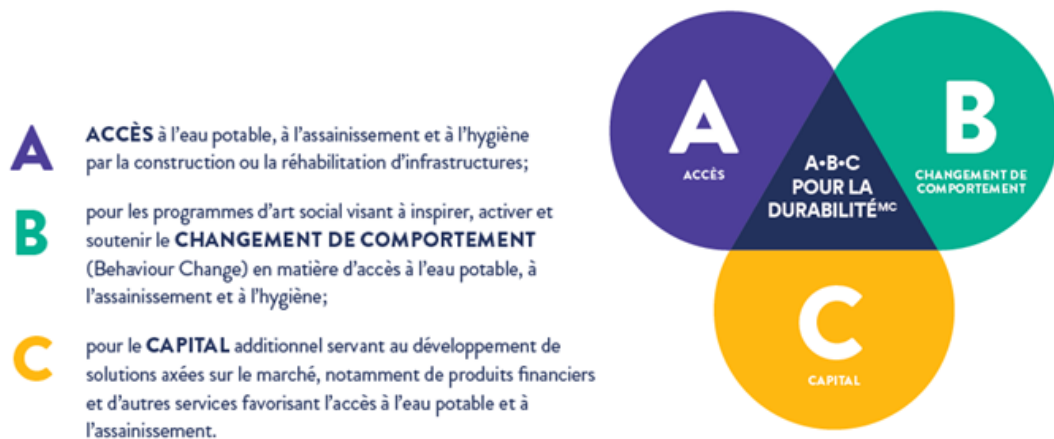 A
ACCÈS à l'eau potable, à l'assainissement et à l'hygiène
par la construction ou la réhabilitation d'infrastructures;
B
pour les programmes d'art social visant à inspirer, activer et
soutenir le CHANGEMENT DE COMPORTEMENT
(Behaviour Change) en matière d'accès à l'eau potable, à
l'assainissement et à l'hygiène;
C
pour le CAPITAL additionnel servant au développement de
solutions axées sur le marché, notamment de produits financiers
et d'autres services favorisant l'accès à l'eau potable et à
l'assainissement.
A
ACCÈS
B
CHANGEMENT DE
COMPORTEMENT
A•B•C
POUR LA
DURABILITÉᴹᶜ
C
CAPITAL